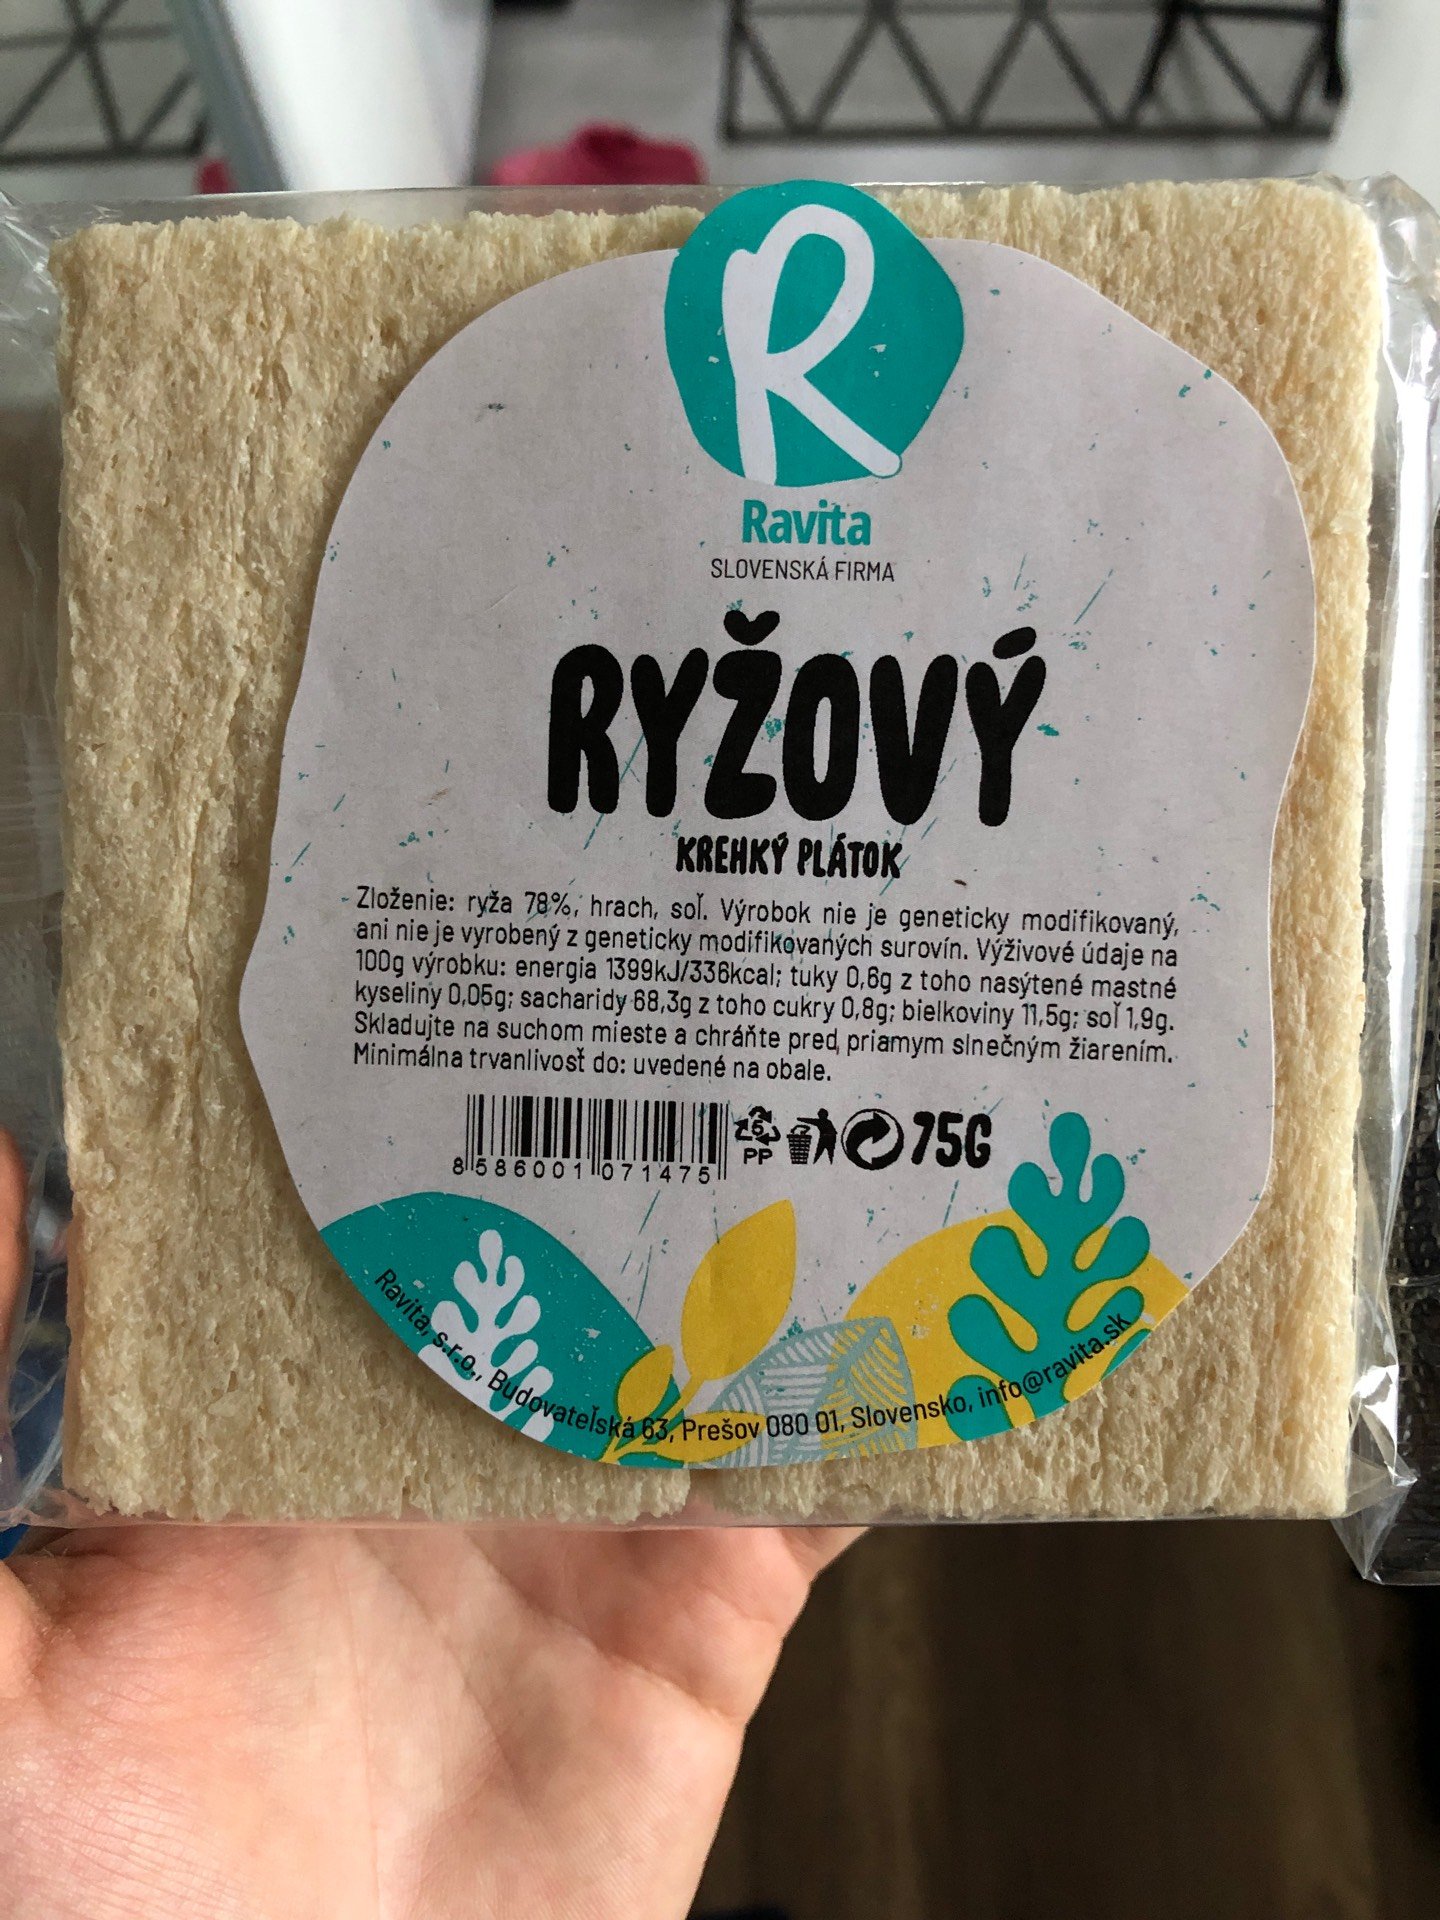 R
Ravita
SLOVENSKÁ FIRMA
RYŽOVÝ
KREHKÝ PLÁTOK
Zloženie: ryža 78%, hrach, soľ. Výrobok nie je geneticky modifikovaný,
ani nie je vyrobený z geneticky modifikovaných surovín. Výživové údaje na
100g výrobku: energia 1399kJ/336kcal; tuky 0,6g z toho nasýtené mastné
kyseliny 0,05g; sacharidy 68,3g z toho cukry 0,8g; bielkoviny 11,5g; soľ 1,9g.
Skladujte na suchom mieste a chráňte pred priamym slnečným žiarením.
Minimálna trvanlivosť do: uvedené na obale.
8 586001 071475
5
PP
75G
Ravita, s.r.o., Budovateľská 63, Prešov 080 01, Slovensko, info@ravita.sk